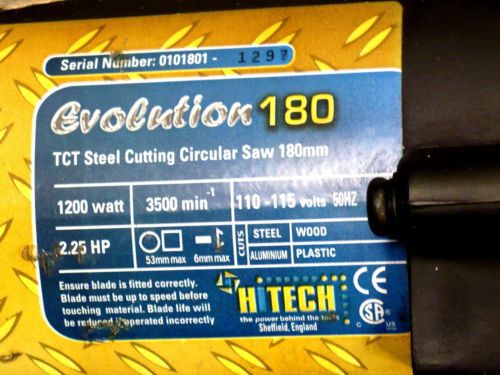 Serial Number: 0101801 - 1297
Evolution 180
TCT Steel Cutting Circular Saw 180mm
1200 watt 3500 min-1 110 -115 volts 50HZ
2.25 HP 53mm max 6mm max CUTS STEEL WOOD
ALUMINIUM PLASTIC
Ensure blade is fitted correctly.
Blade must be up to speed before
touching material. Blade life will
be reduced operated incorrectly
HITECH
the power behind the tools
Sheffield, England
CE
SA
C US